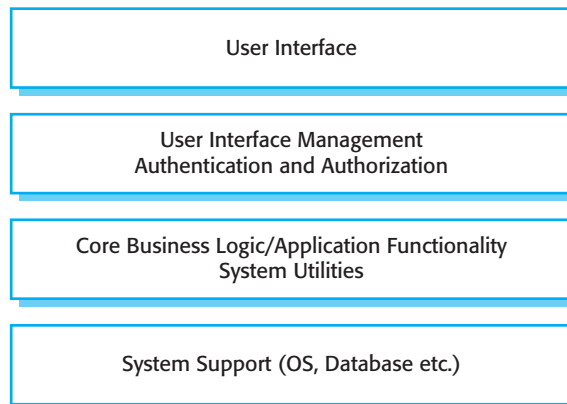 User Interface
User Interface Management
Authentication and Authorization
Core Business Logic/Application Functionality
System Utilities
System Support (OS, Database etc.)